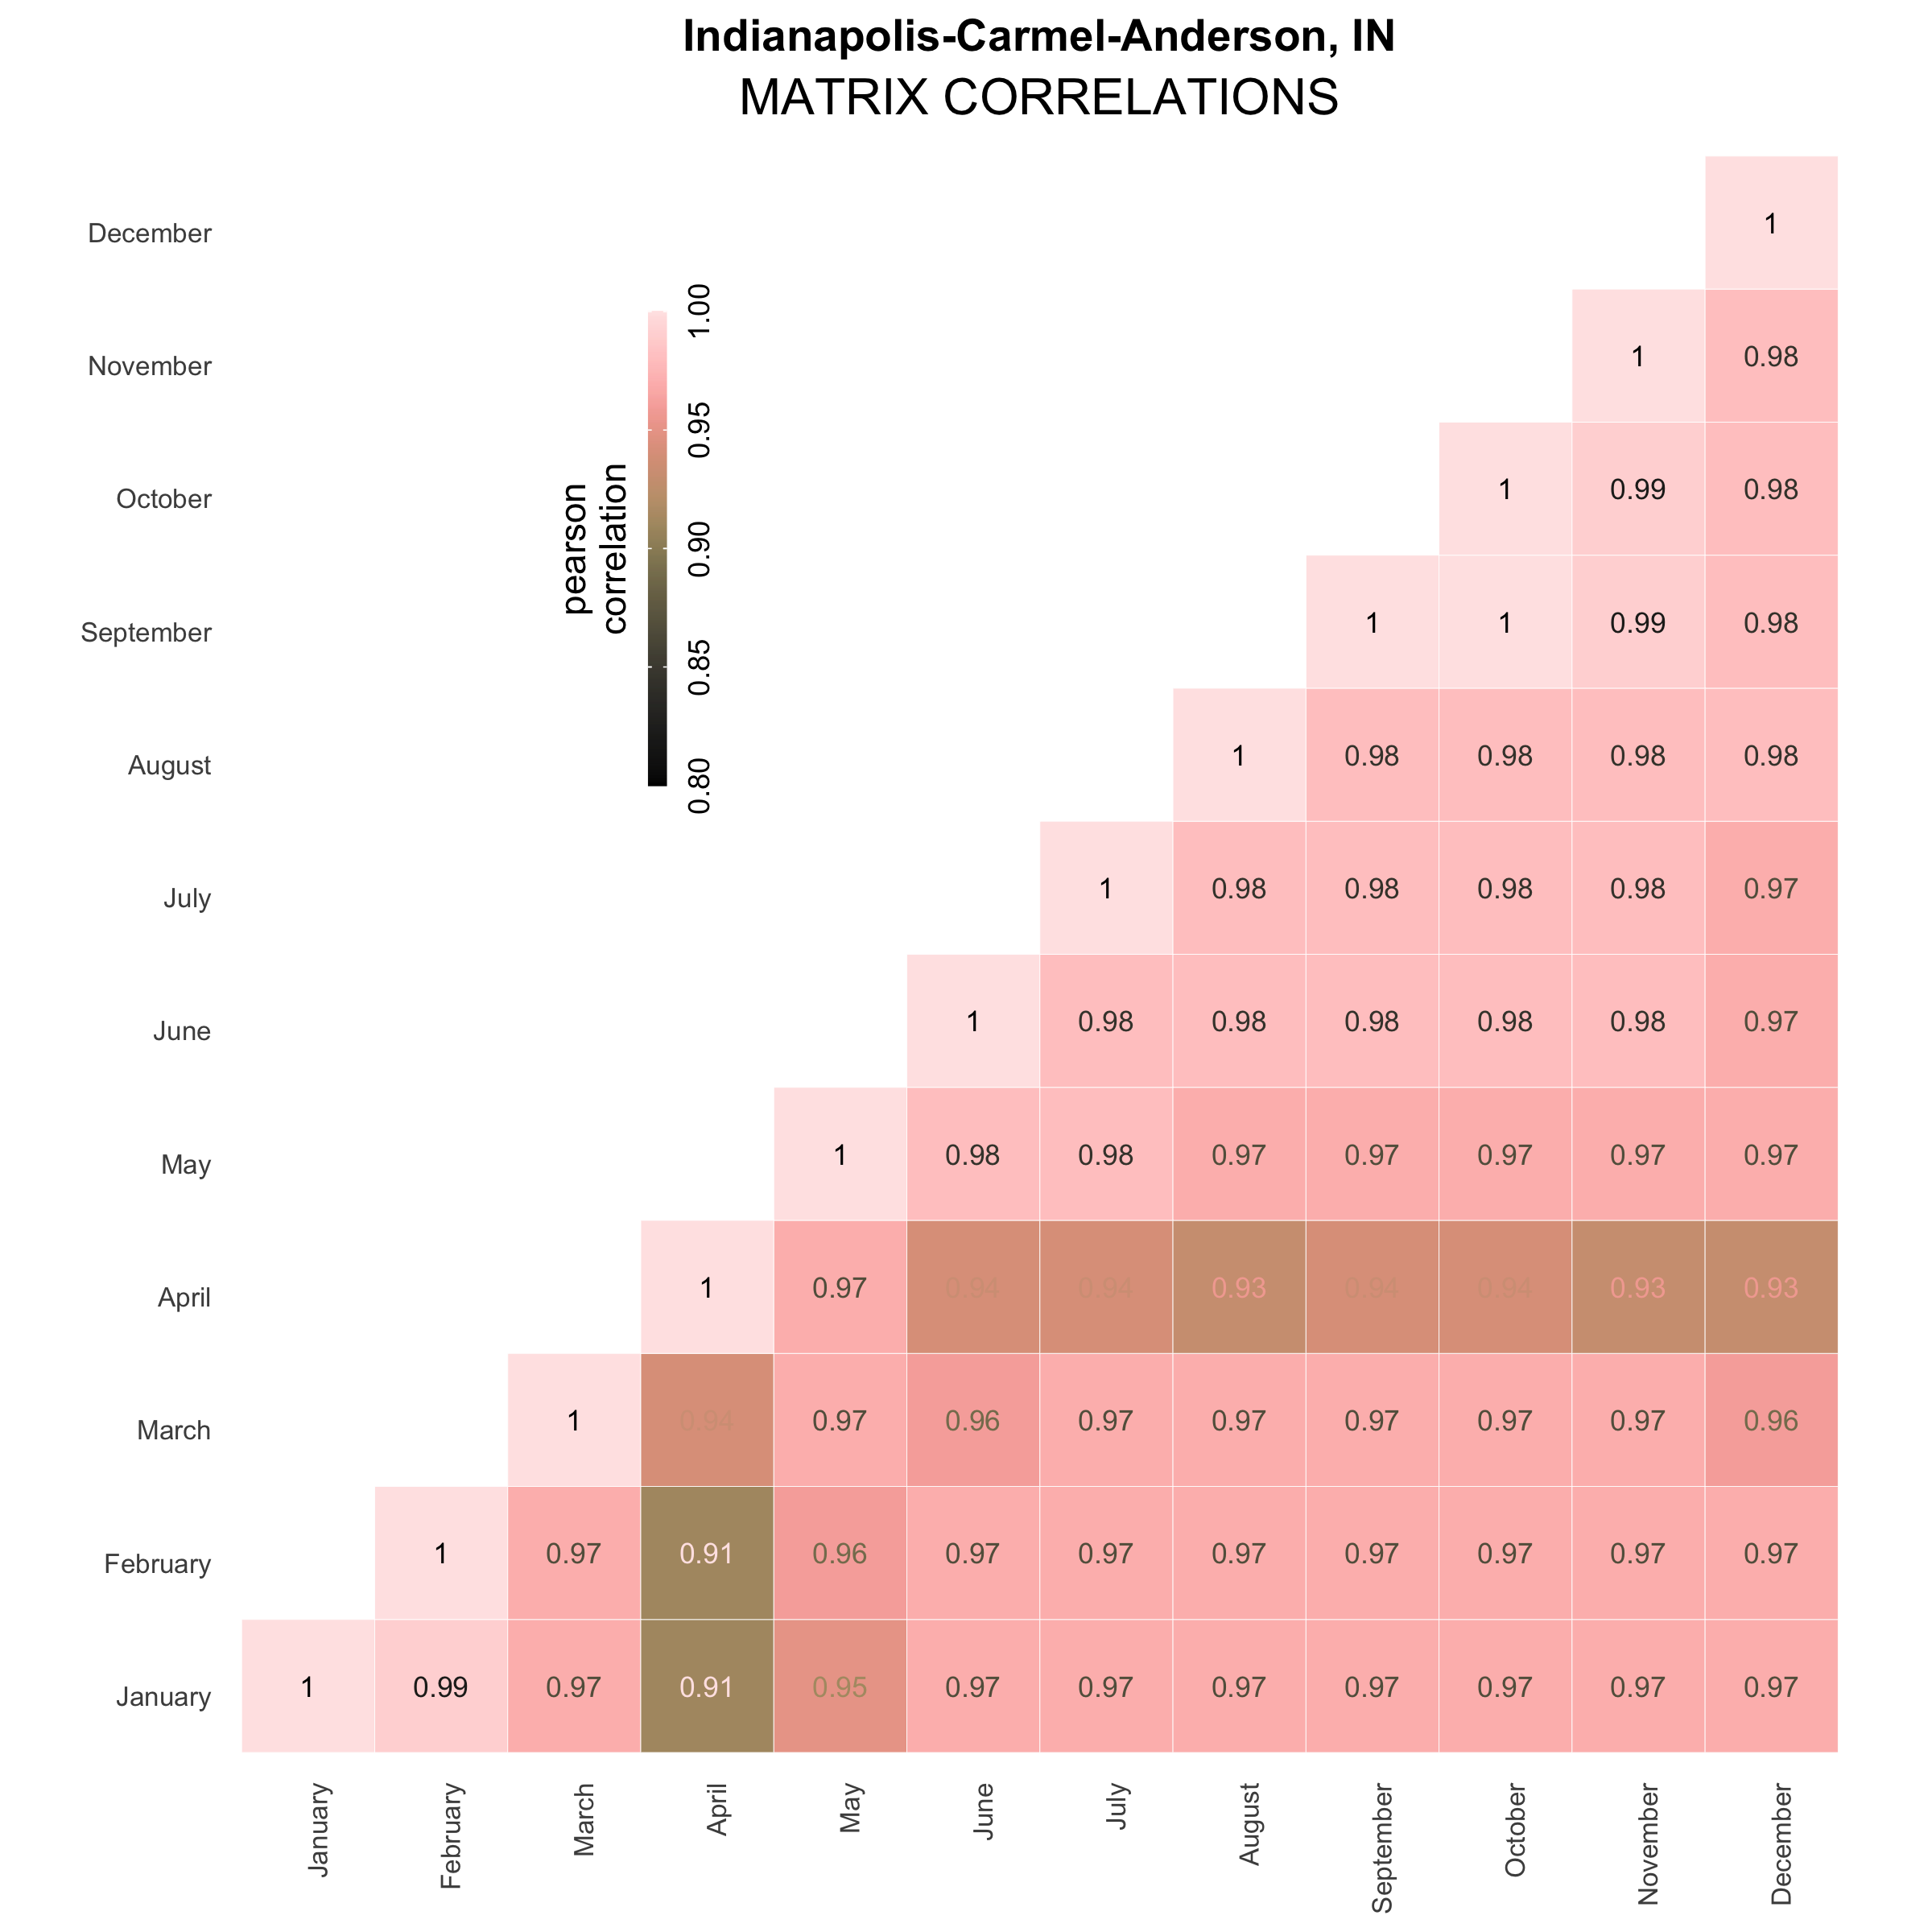 Indianapolis-Carmel-Anderson, IN
MATRIX CORRELATIONS
pearson
correlation
1.00
0.95
0.90
0.85
0.80
December 1
November 1 0.98
October 1 0.99 0.98
September 1 1 0.99 0.98
August 1 0.98 0.98 0.98 0.98
July 1 0.98 0.98 0.98 0.98 0.97
June 1 0.98 0.98 0.98 0.98 0.98 0.97
May 1 0.98 0.98 0.97 0.97 0.97 0.97 0.97
April 1 0.97 0.94 0.94 0.93 0.94 0.94 0.93 0.93
March 1 0.94 0.97 0.96 0.97 0.97 0.97 0.97 0.97 0.96
February 1 0.97 0.91 0.96 0.97 0.97 0.97 0.97 0.97 0.97 0.97
January 1 0.99 0.97 0.91 0.95 0.97 0.97 0.97 0.97 0.97 0.97 0.97
January February March April May June July August September October November December